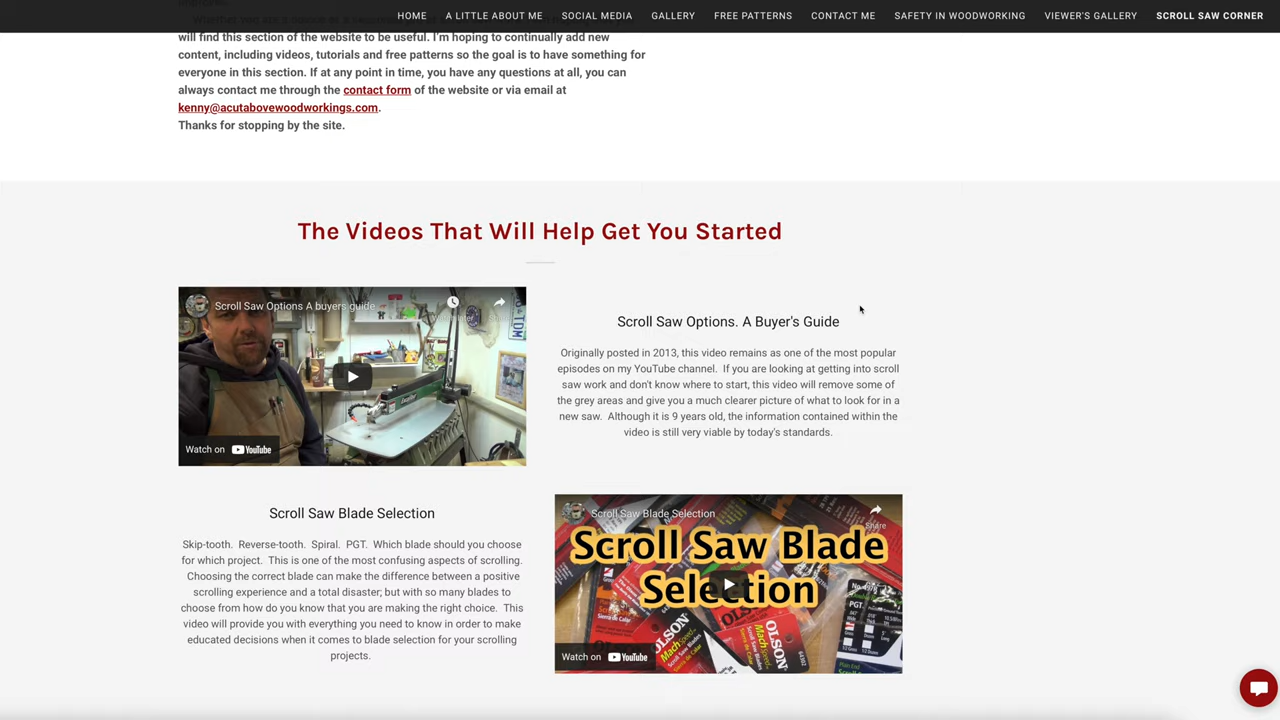 HOME A LITTLE ABOUT ME SOCIAL MEDIA GALLERY FREE PATTERNS CONTACT ME SAFETY IN WOODWORKING VIEWER'S GALLERY SCROLL SAW CORNER
will find this section of the website to be useful. I'm hoping to continually add new
content, including videos, tutorials and free patterns so the goal is to have something for
everyone in this section. If at any point in time, you have any questions at all, you can
always contact me through the contact form of the website or via email at
kenny@acutabovewoodworkings.com.
Thanks for stopping by the site.
The Videos That Will Help Get You Started
Scroll Saw Options A buyers guide
Watch on YouTube
Scroll Saw Options. A Buyer's Guide
Originally posted in 2013, this video remains as one of the most popular
episodes on my YouTube channel. If you are looking at getting into scroll
saw work and don't know where to start, this video will remove some of
the grey areas and give you a much clearer picture of what to look for in a
new saw. Although it is 9 years old, the information contained within the
video is still very viable by today's standards.
Scroll Saw Blade Selection
Skip-tooth. Reverse-tooth. Spiral. PGT. Which blade should you choose
for which project. This is one of the most confusing aspects of scrolling.
Choosing the correct blade can make the difference between a positive
scrolling experience and a total disaster; but with so many blades to
choose from how do you know that you are making the right choice. This
video will provide you with everything you need to know in order to make
educated decisions when it comes to blade selection for your scrolling
projects.
Scroll Saw Blade Selection
Share
Scroll Saw Blade
Selection
OLSON
OLSON
PGT
Plain End
Watch on YouTube